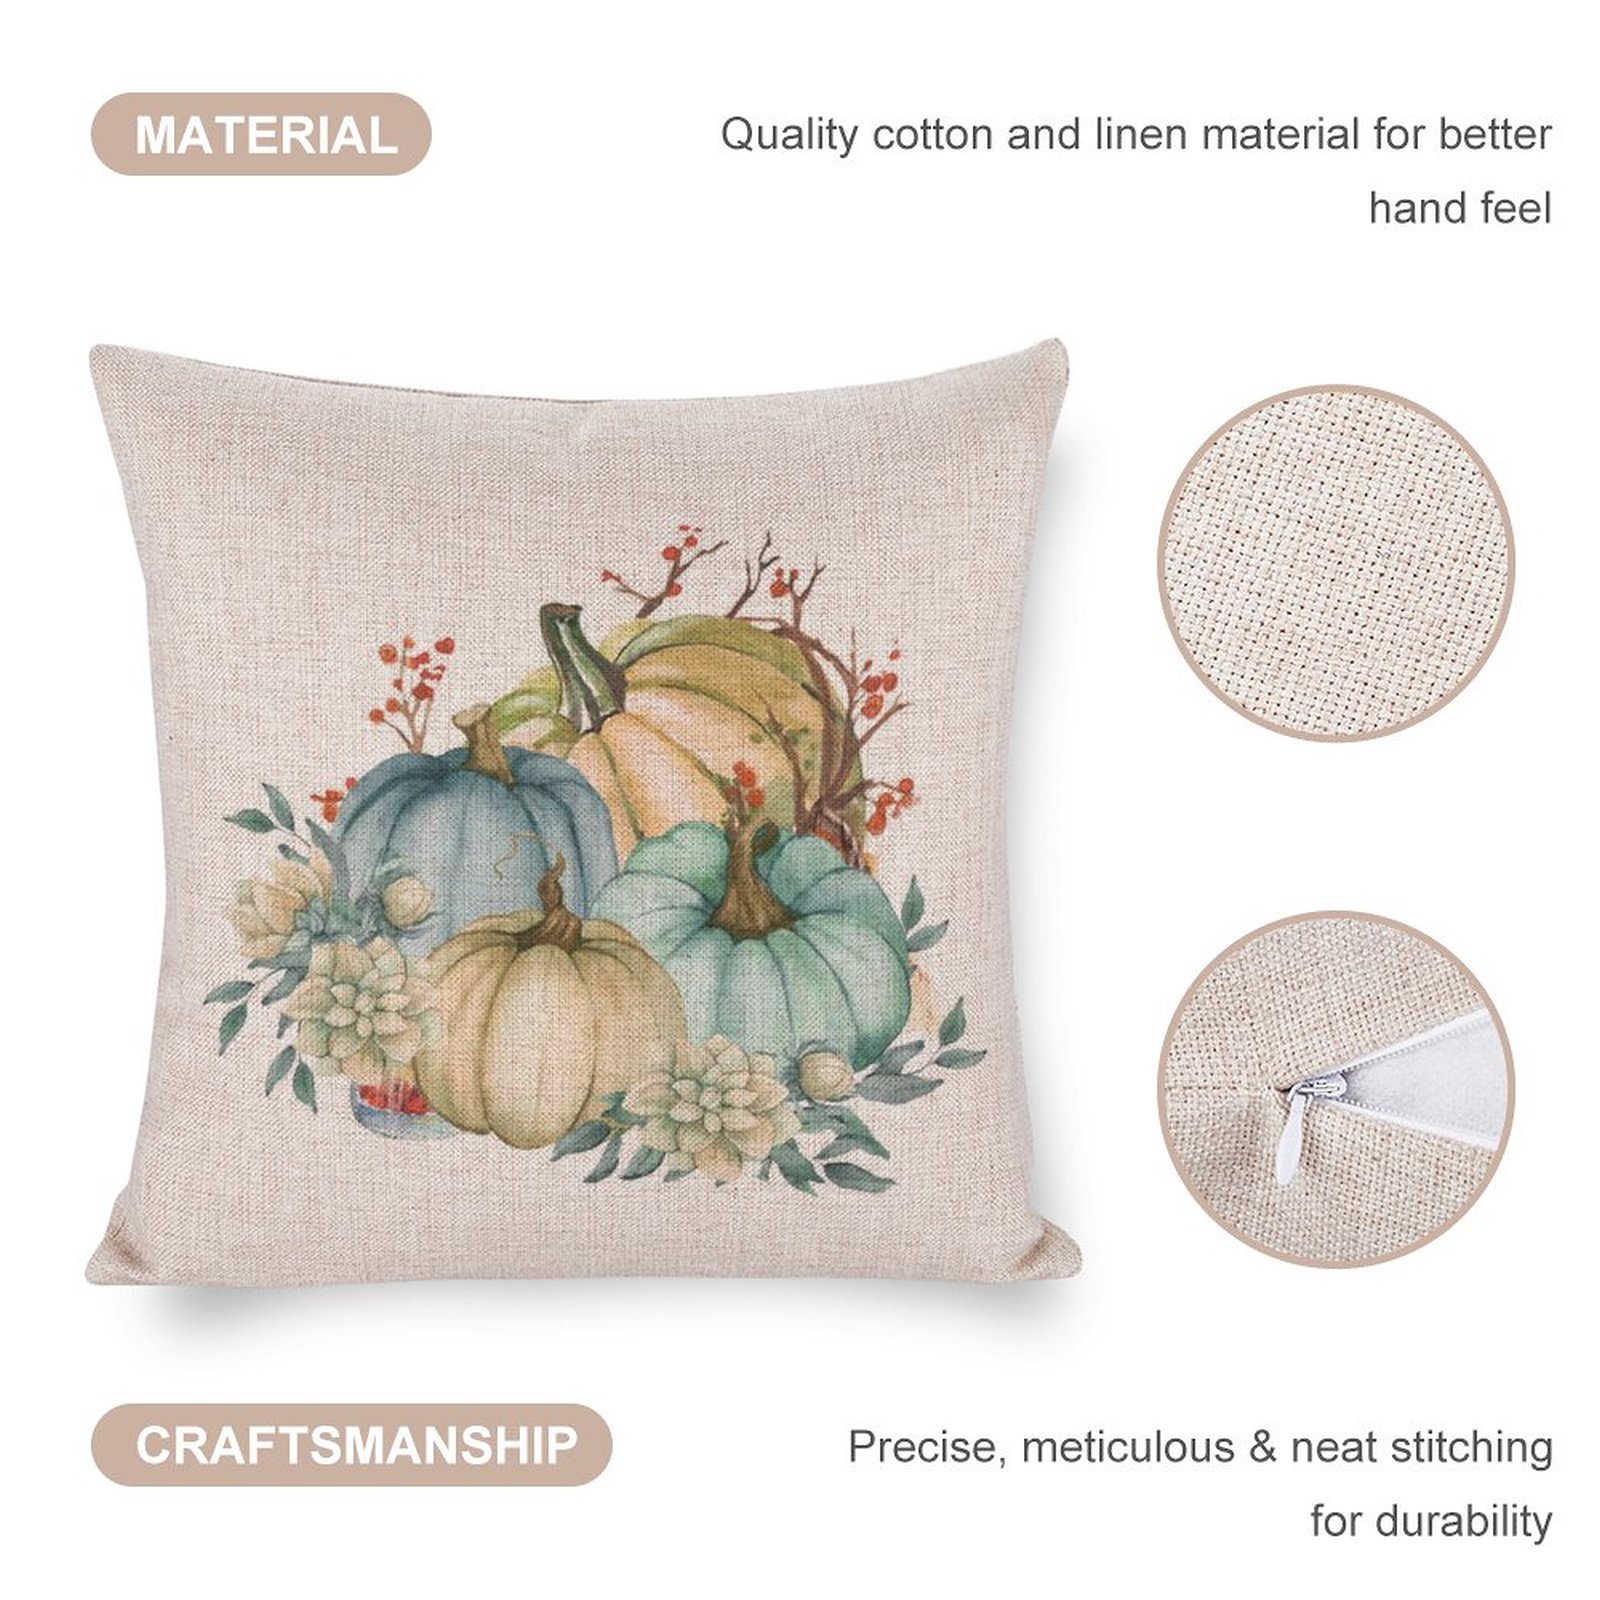 MATERIAL
Quality cotton and linen material for better
hand feel
CRAFTSMANSHIP
Precise, meticulous & neat stitching
for durability